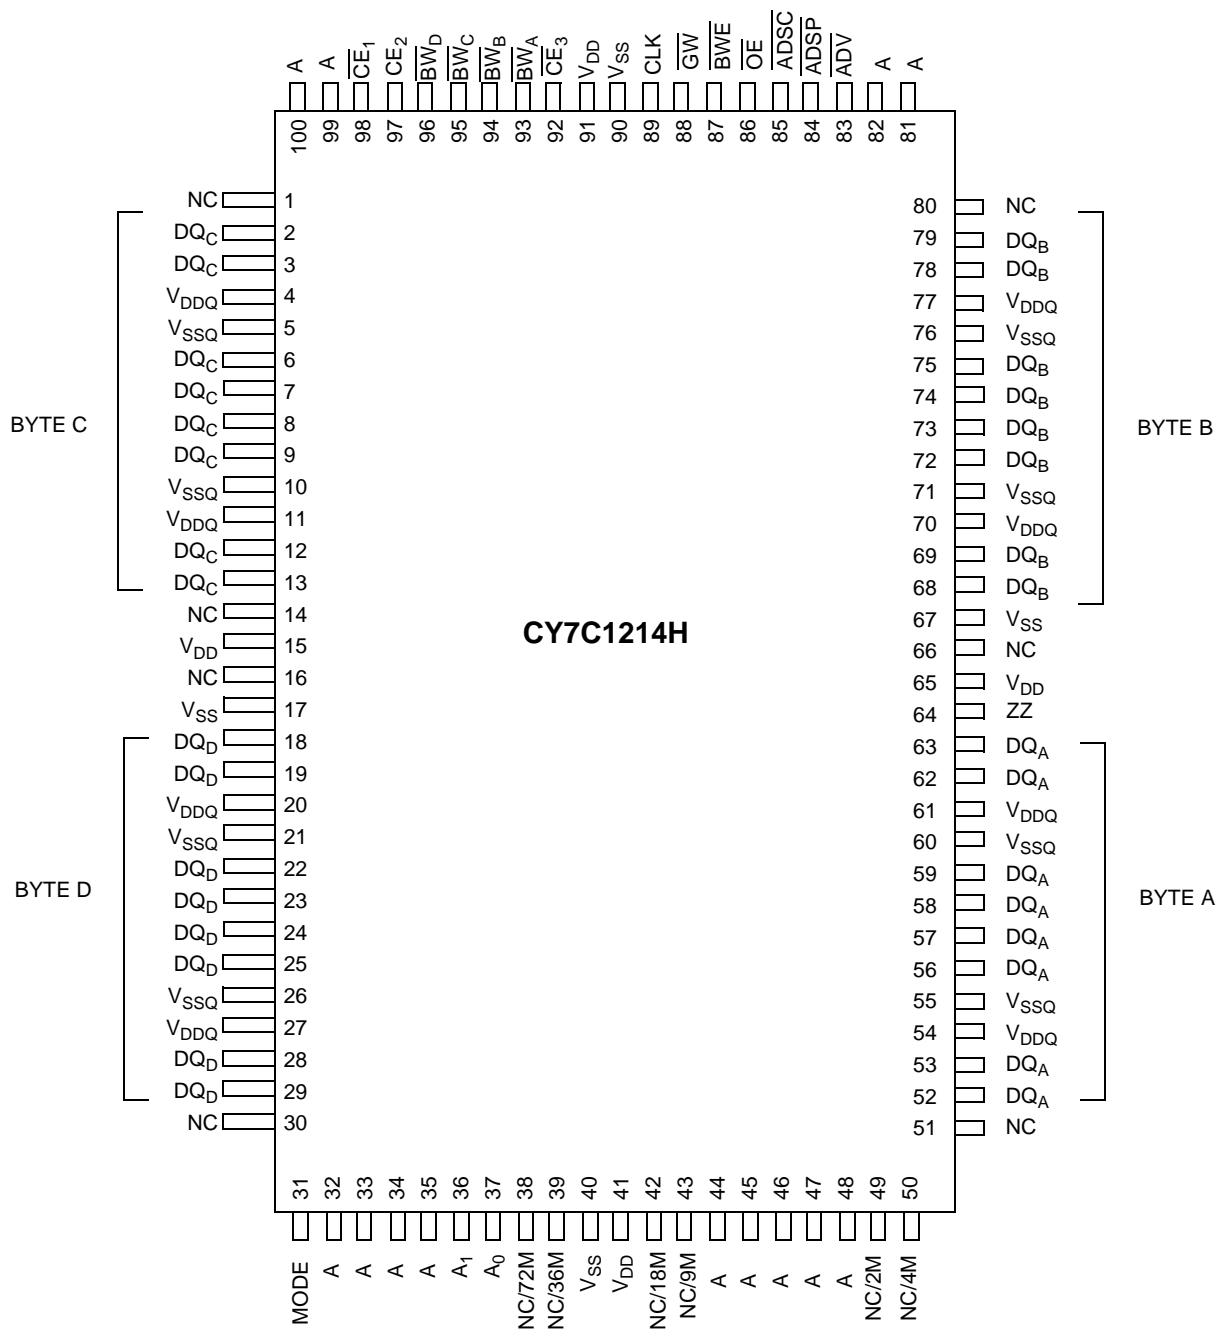 A A CE1 CE2 BWD BWC BWB BWA CE3 VDD VSS CLK GW BWE OE ADSC ADSP ADV A A
100 99 98 97 96 95 94 93 92 91 90 89 88 87 86 85 84 83 82 81
NC 1 80 NC
DQC 2 79 DQB
DQC 3 78 DQB
VDDQ 4 77 VDDQ
VSSQ 5 76 VSSQ
DQC 6 75 DQB
DQC 7 74 DQB
BYTE C DQC 8 73 DQB BYTE B
DQC 9 72 DQB
VSSQ 10 71 VSSQ
VDDQ 11 70 VDDQ
DQC 12 69 DQB
DQC 13 68 DQB
NC 14 67 VSS
CY7C1214H
VDD 15 66 NC
NC 16 65 VDD
VSS 17 64 ZZ
DQD 18 63 DQA
DQD 19 62 DQA
VDDQ 20 61 VDDQ
VSSQ 21 60 VSSQ
DQD 22 59 DQA
BYTE D DQD 23 58 DQA BYTE A
DQD 24 57 DQA
DQD 25 56 DQA
VSSQ 26 55 VSSQ
VDDQ 27 54 VDDQ
DQD 28 53 DQA
DQD 29 52 DQA
NC 30 51 NC
31 32 33 34 35 36 37 38 39 40 41 42 43 44 45 46 47 48 49 50
MODE A A A A A1 A0 NC/72M NC/36M VSS VDD NC/18M NC/9M A A A A A NC/2M NC/4M